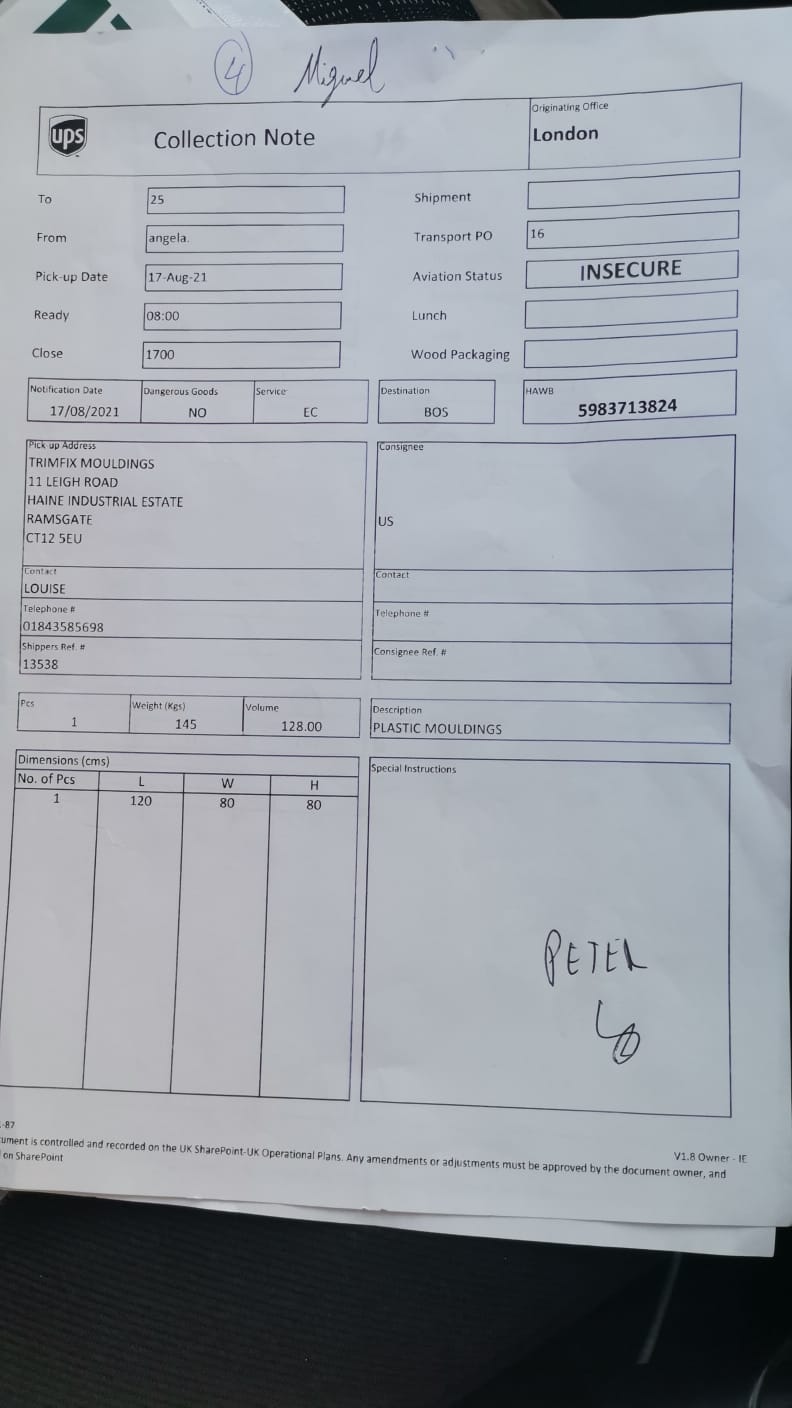 4 Miguel
ups
Collection Note
Originating Office
London
To 25
Shipment
From angela.
Transport PO 16
Pick-up Date 17-Aug-21
Aviation Status INSECURE
Ready 08:00
Lunch
Close 1700
Wood Packaging
Notification Date Dangerous Goods Service Destination HAWB
17/08/2021 NO EC BOS 5983713824
Pick up Address
TRIMFIX MOULDINGS
11 LEIGH ROAD
HAINE INDUSTRIAL ESTATE
RAMSGATE
CT12 5EU
Contact
LOUISE
Telephone #
01843585698
Shippers Ref. #
13538
Consignee
US
Contact
Telephone #
Consignee Ref. #
Pcs Weight (Kgs) Volume
1 145 128.00
Description
PLASTIC MOULDINGS
Dimensions (cms)
No. of Pcs L W H
1 120 80 80
Special Instructions
PETER
-87
ument is controlled and recorded on the UK SharePoint-UK Operational Plans. Any amendments or adjustments must be approved by the document owner, and
on SharePoint
V1.8 Owner - IE